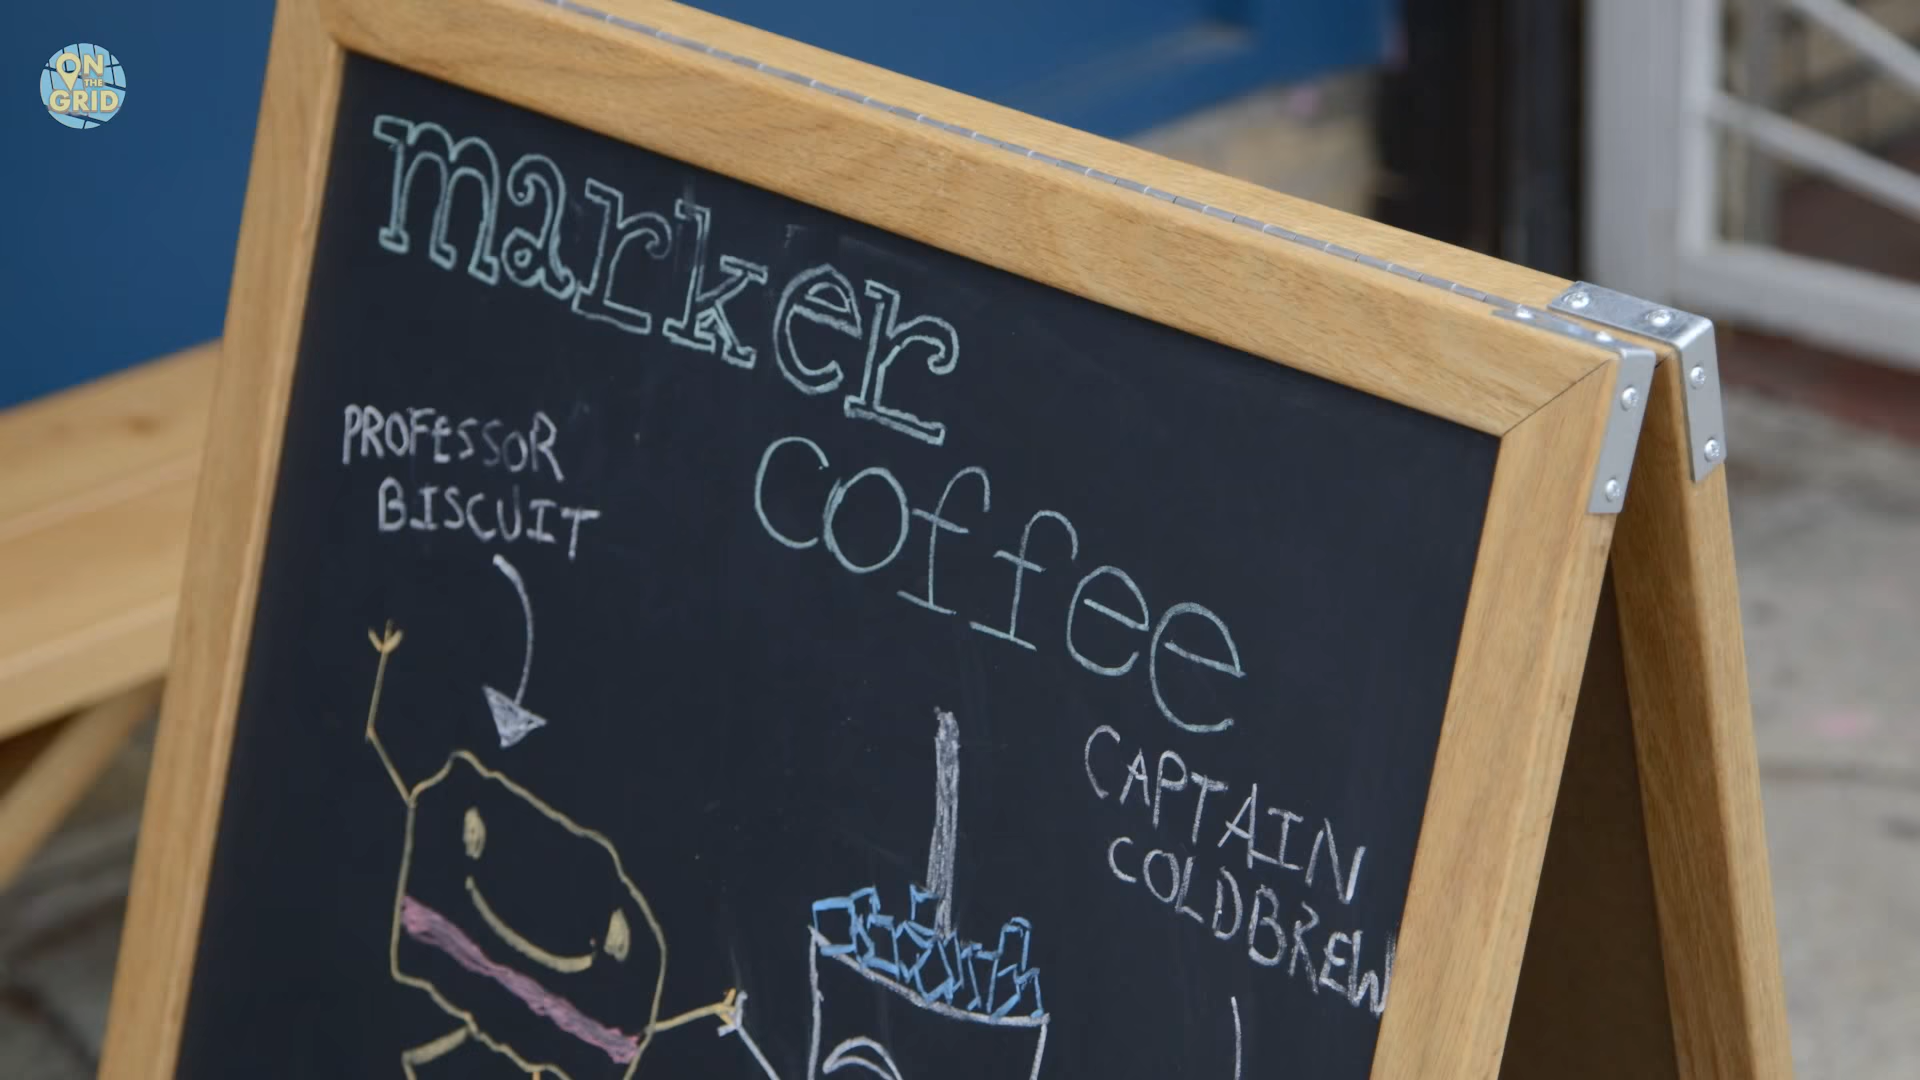 ON
THE
GRID
marker
coffee
PROFESSOR
BISCUIT
CAPTAIN
COLDBREW